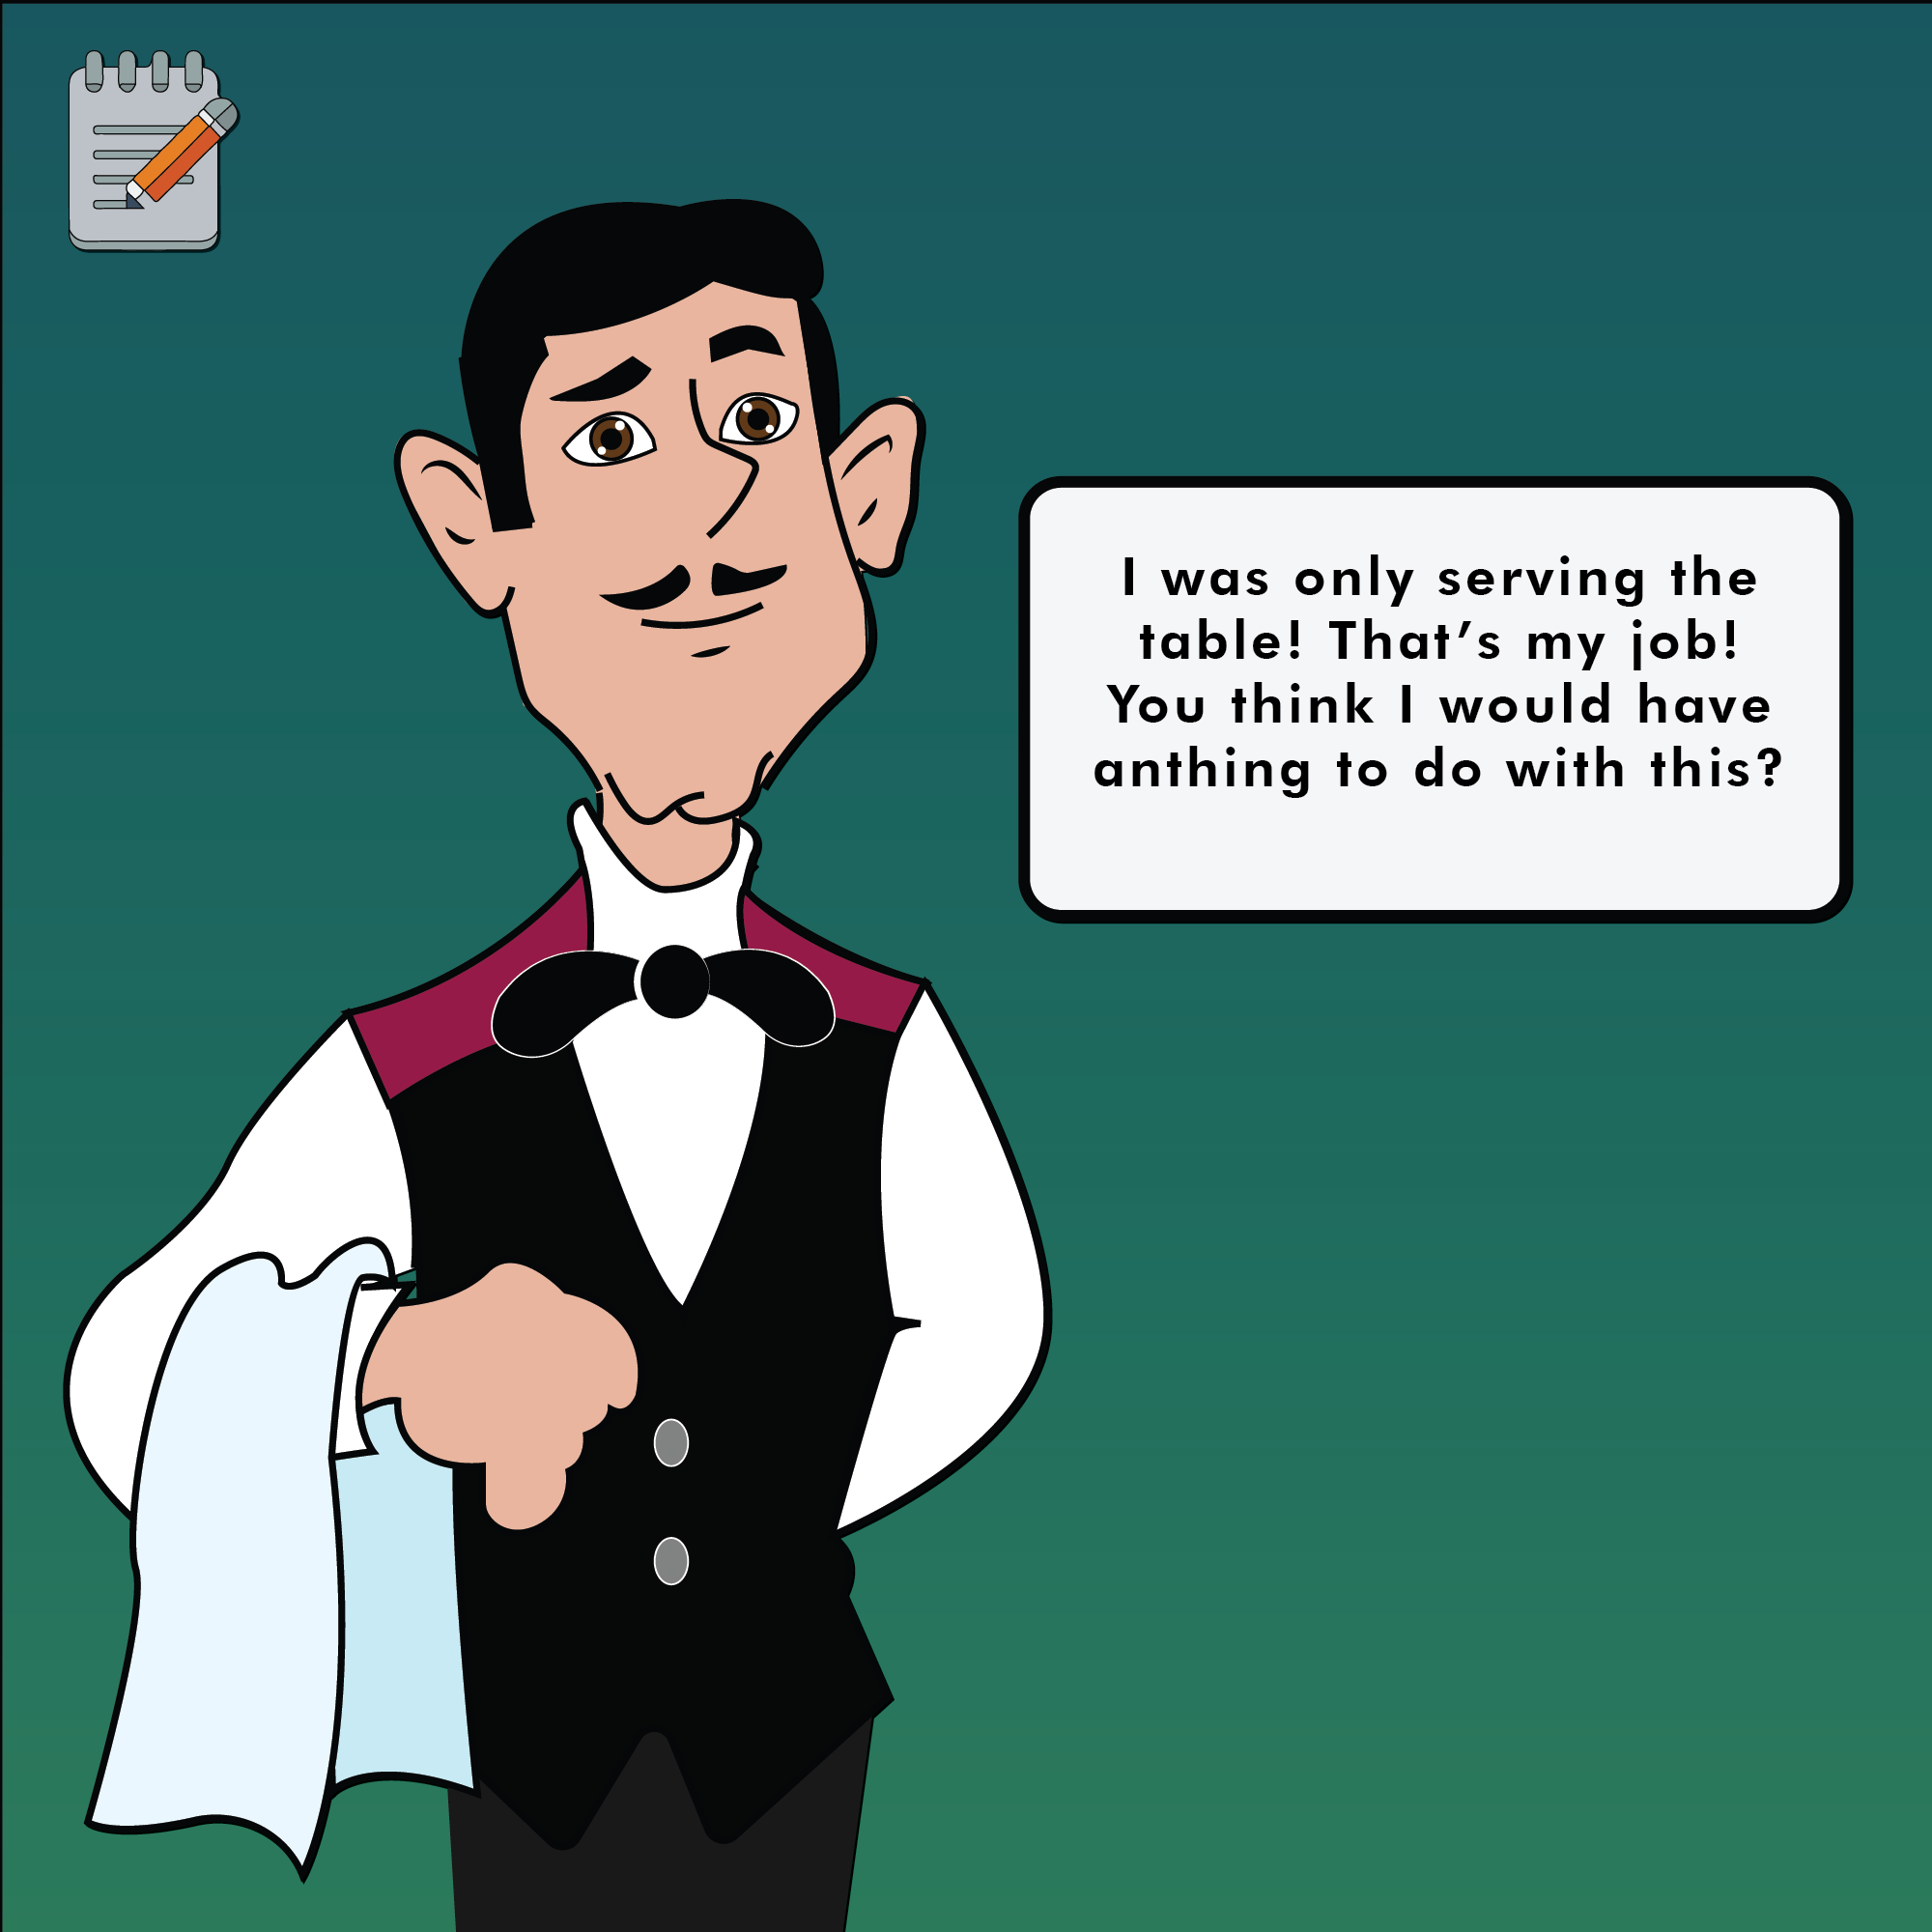 I was only serving the
table! That’s my job!
You think I would have
anthing to do with this?